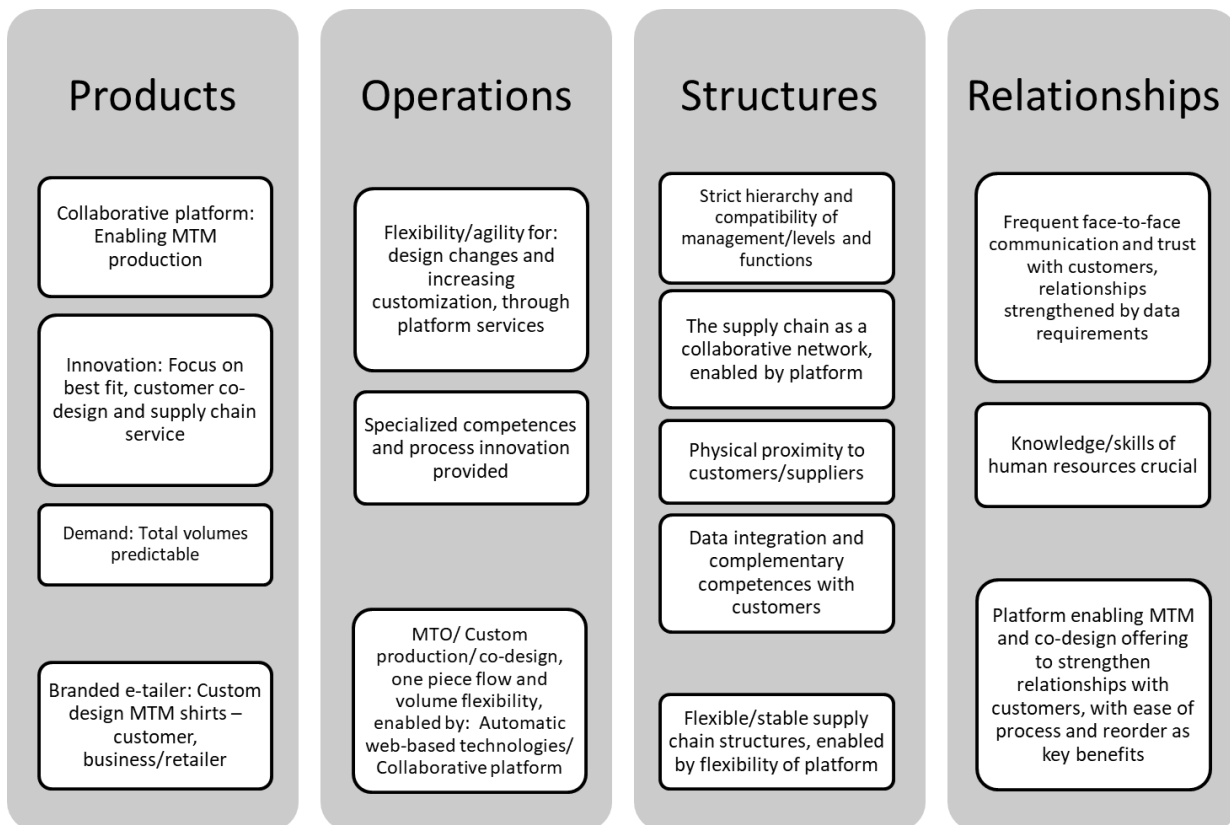 Products
Collaborative platform:
Enabling MTM
production
Innovation: Focus on
best fit, customer co-
design and supply chain
service
Demand: Total volumes
predictable
Branded e-tailer: Custom
design MTM shirts –
customer,
business/retailer
Operations
Flexibility/agility for:
design changes and
increasing
customization, through
platform services
Specialized competences
and process innovation
provided
MTO/ Custom
production/ co-design,
one piece flow and
volume flexibility,
enabled by: Automatic
web-based technologies/
Collaborative platform
Structures
Strict hierarchy and
compatibility of
management/levels and
functions
The supply chain as a
collaborative network,
enabled by platform
Physical proximity to
customers/suppliers
Data integration and
complementary
competences with
customers
Flexible/stable supply
chain structures, enabled
by flexibility of platform
Relationships
Frequent face-to-face
communication and trust
with customers,
relationships
strengthened by data
requirements
Knowledge/skills of
human resources crucial
Platform enabling MTM
and co-design offering
to strengthen
relationships with
customers, with ease of
process and reorder as
key benefits